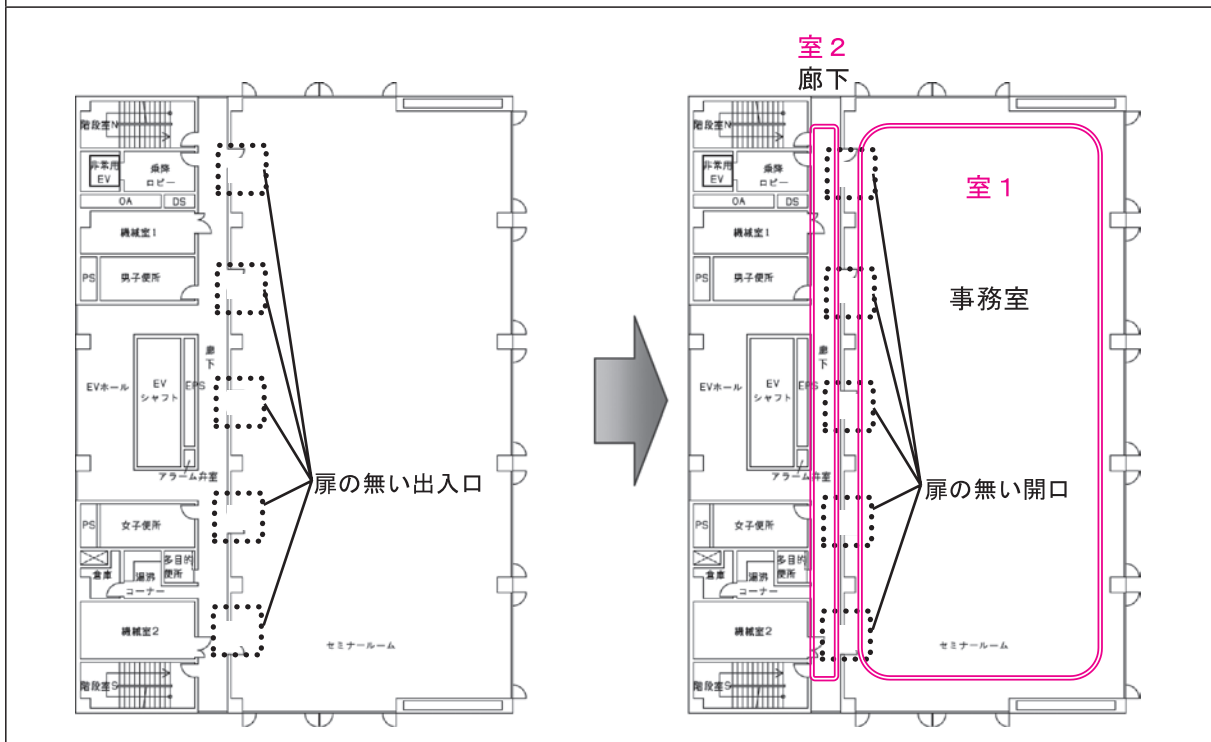 階段室N
非常用
EV
乗降
ロビー
OA
DS
機械室1
PS
男子便所
廊
下
EVホール
EV
シャフト
EPS
アラーム弁室
扉の無い出入口
PS
女子便所
倉庫
湯沸
コーナー
多目的
便所
機械室2
セミナールーム
階段室S
室2
廊下
階段室N
非常用
EV
乗降
ロビー
OA
DS
室1
機械室1
PS
男子便所
事務室
廊
下
EVホール
EV
シャフト
EPS
アラーム弁室
扉の無い開口
PS
女子便所
倉庫
湯沸
コーナー
多目的
便所
機械室2
セミナールーム
階段室S